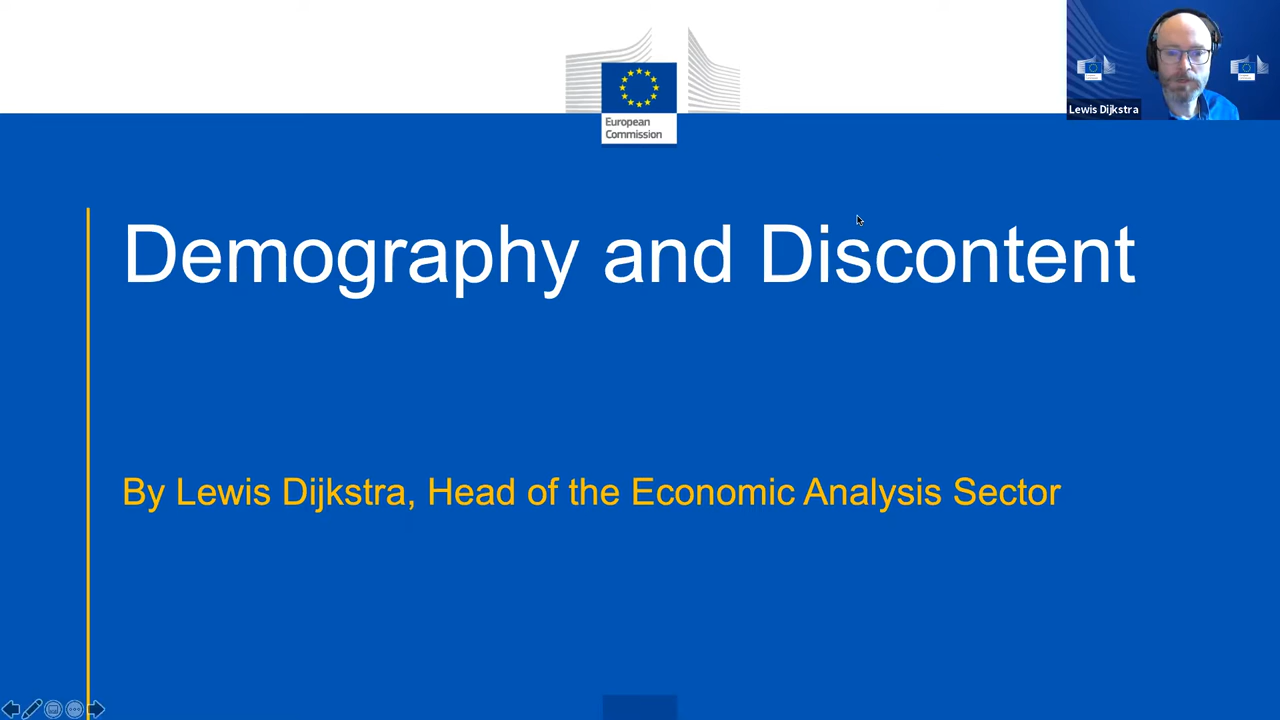 European
Commission
Lewis Dijkstra
Demography and Discontent
By Lewis Dijkstra, Head of the Economic Analysis Sector